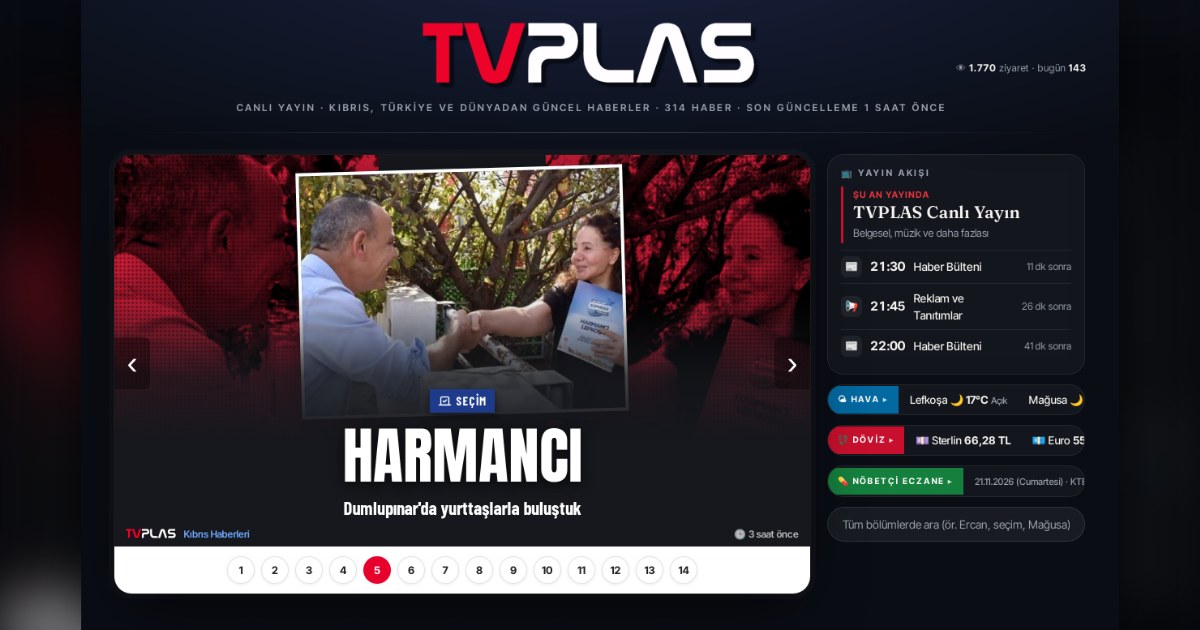 TVPLAS
1.770 ziyaret · bugün 143
CANLI YAYIN · KIBRIS, TÜRKİYE VE DÜNYADAN GÜNCEL HABERLER · 314 HABER · SON GÜNCELLEME 1 SAAT ÖNCE
SEÇİM
HARMANCI
Dumlupınar'da yurttaşlarla buluştuk
TVPLAS Kıbrıs Haberleri
3 saat önce
1 2 3 4 5 6 7 8 9 10 11 12 13 14
YAYIN AKIŞI
ŞU AN YAYINDA
TVPLAS Canlı Yayın
Belgesel, müzik ve daha fazlası
21:30 Haber Bülteni 11 dk sonra
21:45 Reklam ve Tanıtımlar 26 dk sonra
22:00 Haber Bülteni 41 dk sonra
HAVA ▸ Lefkoşa 17°C Açık Mağusa
DÖVİZ ▸ Sterlin 66,28 TL Euro 55
NÖBETÇİ ECZANE ▸ 21.11.2026 (Cumartesi) · KTE
Tüm bölümlerde ara (ör. Ercan, seçim, Mağusa)